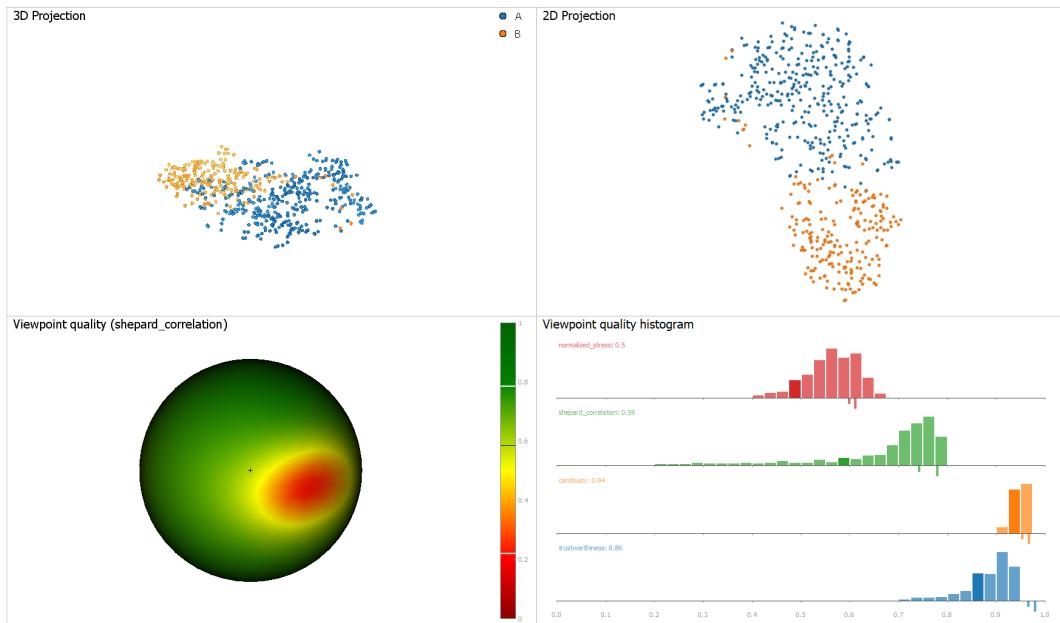 3D Projection
A
B
2D Projection
Viewpoint quality (shepard_correlation)
1
0.8
0.6
0.4
0.2
0
Viewpoint quality histogram
normalized_stress: 0.5
shepard_correlation: 0.59
continuity: 0.94
trustworthiness: 0.86
0.0 0.1 0.2 0.3 0.4 0.5 0.6 0.7 0.8 0.9 1.0